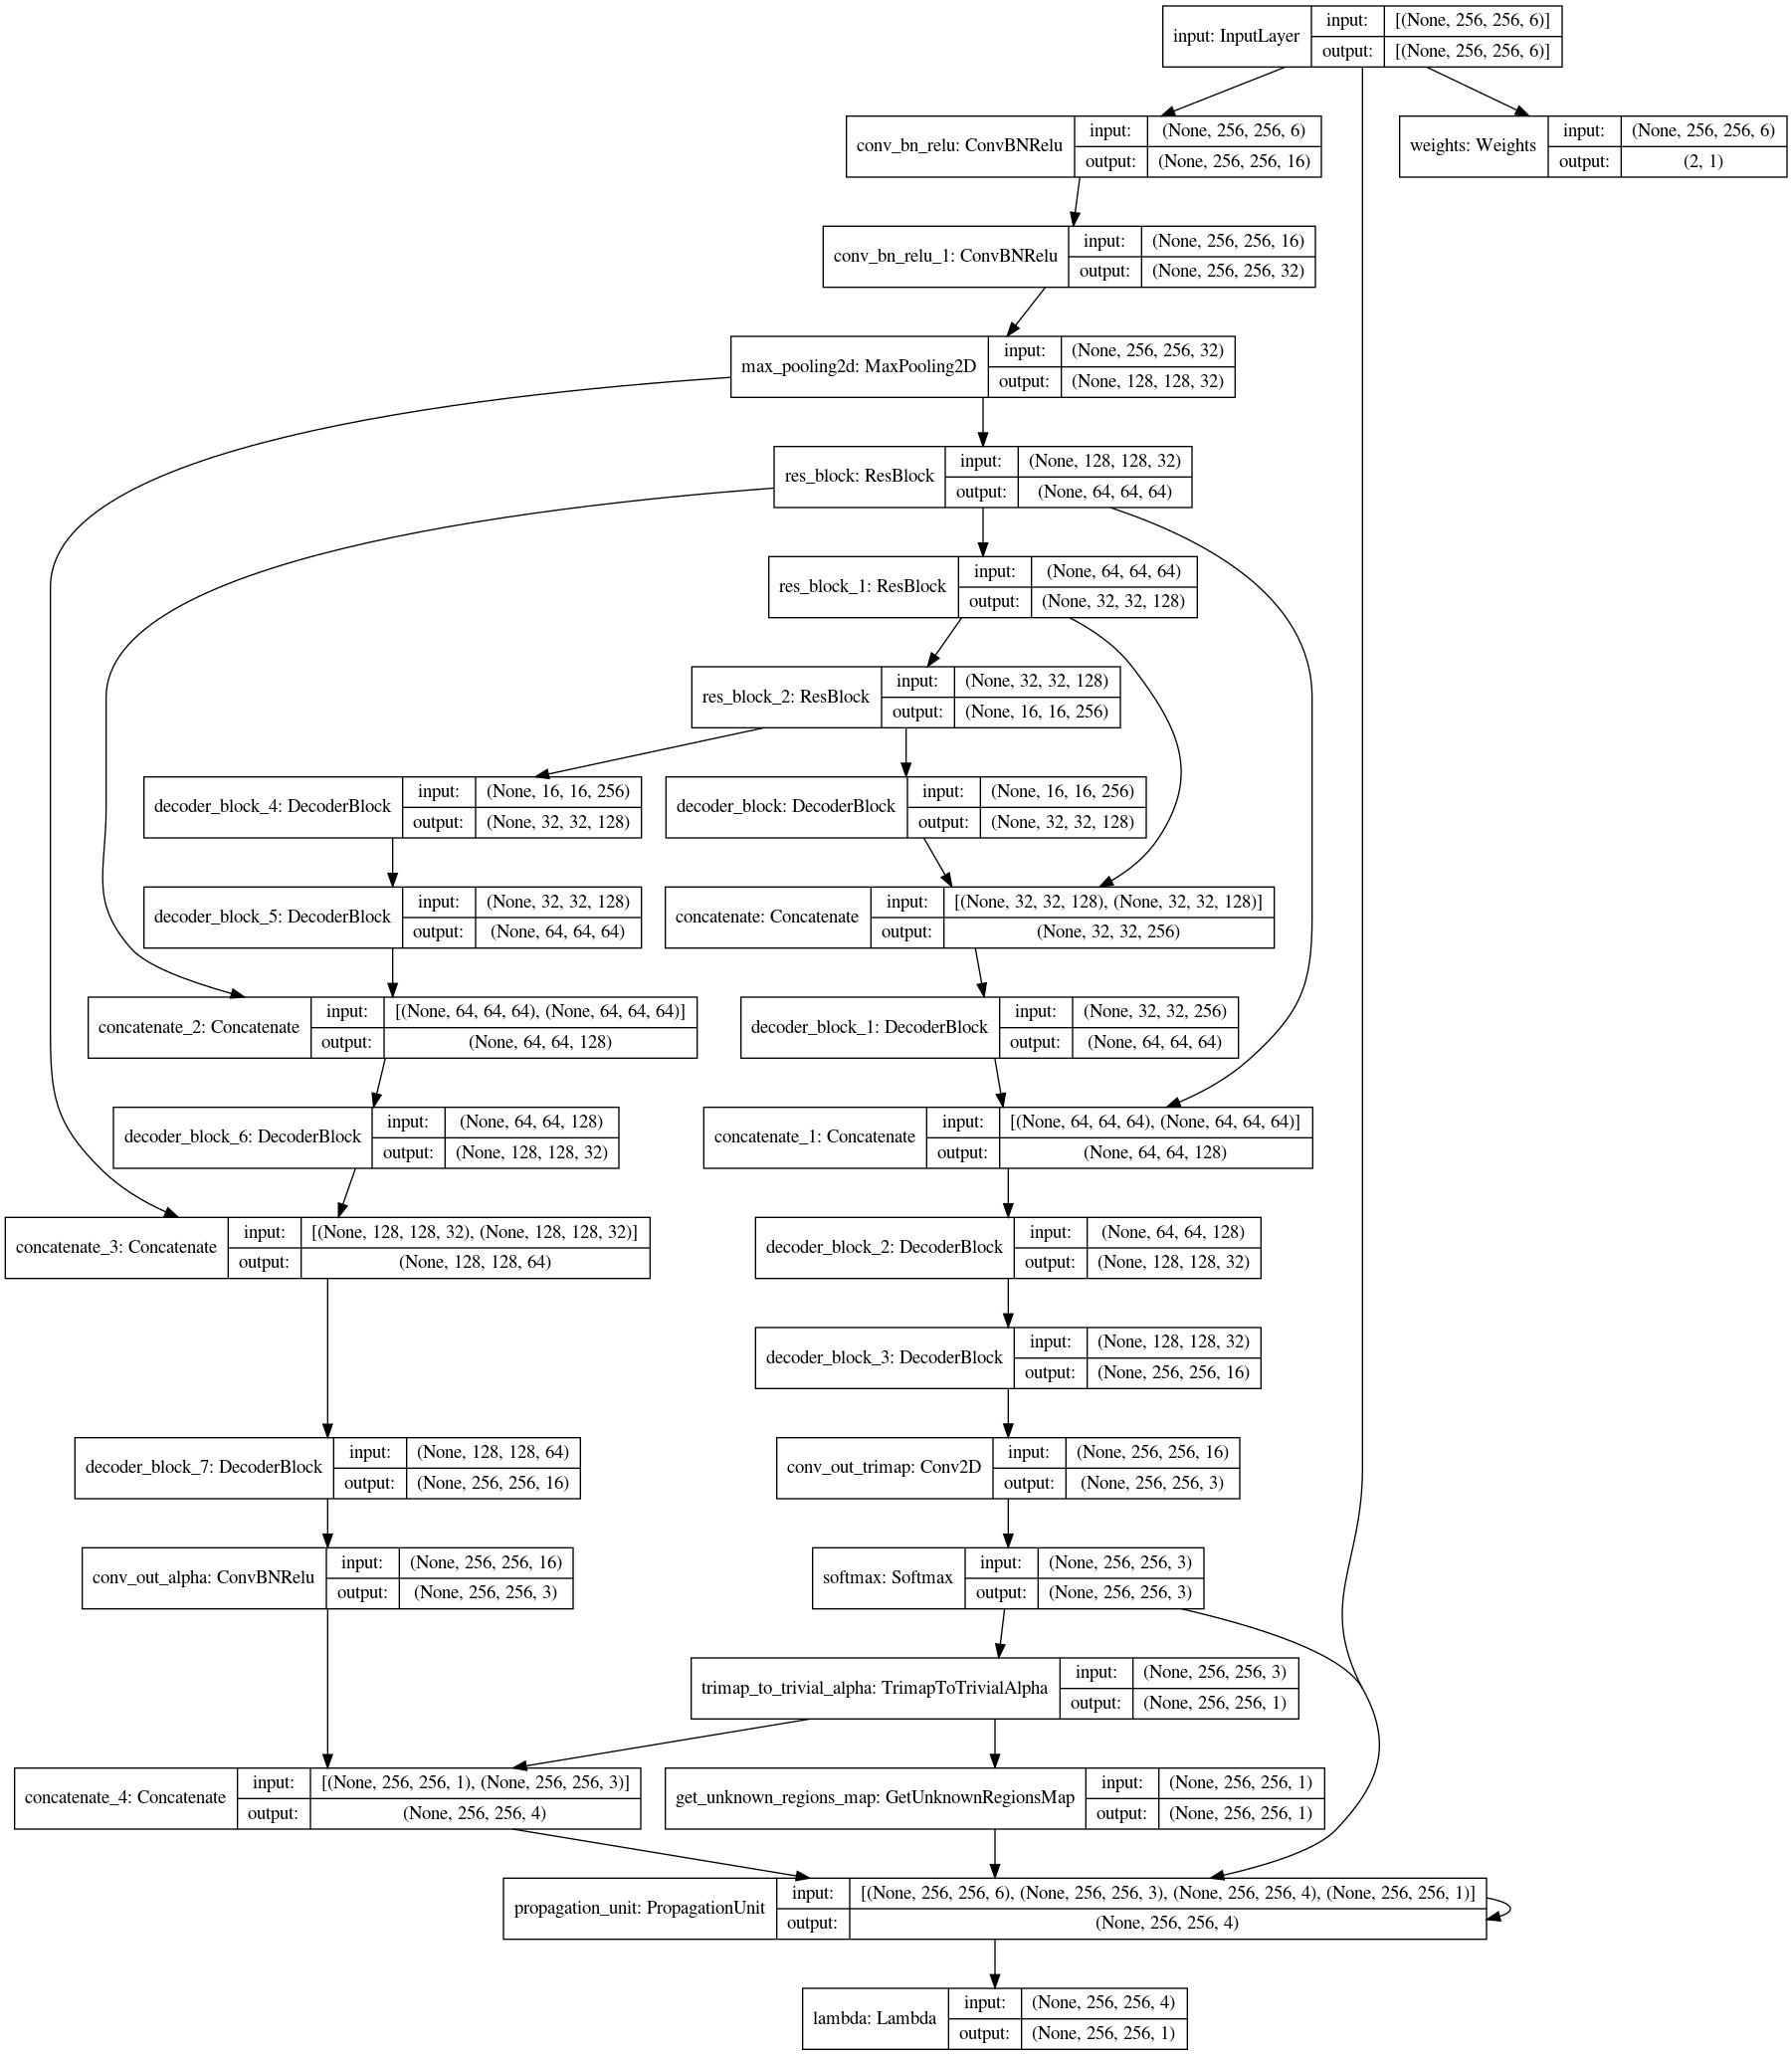 input: InputLayer
input:
[(None, 256, 256, 6)]
output:
[(None, 256, 256, 6)]
conv_bn_relu: ConvBNRelu
input:
(None, 256, 256, 6)
output:
(None, 256, 256, 16)
weights: Weights
input:
(None, 256, 256, 6)
output:
(2, 1)
conv_bn_relu_1: ConvBNRelu
input:
(None, 256, 256, 16)
output:
(None, 256, 256, 32)
max_pooling2d: MaxPooling2D
input:
(None, 256, 256, 32)
output:
(None, 128, 128, 32)
res_block: ResBlock
input:
(None, 128, 128, 32)
output:
(None, 64, 64, 64)
res_block_1: ResBlock
input:
(None, 64, 64, 64)
output:
(None, 32, 32, 128)
res_block_2: ResBlock
input:
(None, 32, 32, 128)
output:
(None, 16, 16, 256)
decoder_block_4: DecoderBlock
input:
(None, 16, 16, 256)
output:
(None, 32, 32, 128)
decoder_block: DecoderBlock
input:
(None, 16, 16, 256)
output:
(None, 32, 32, 128)
decoder_block_5: DecoderBlock
input:
(None, 32, 32, 128)
output:
(None, 64, 64, 64)
concatenate: Concatenate
input:
[(None, 32, 32, 128), (None, 32, 32, 128)]
output:
(None, 32, 32, 256)
concatenate_2: Concatenate
input:
[(None, 64, 64, 64), (None, 64, 64, 64)]
output:
(None, 64, 64, 128)
decoder_block_1: DecoderBlock
input:
(None, 32, 32, 256)
output:
(None, 64, 64, 64)
decoder_block_6: DecoderBlock
input:
(None, 64, 64, 128)
output:
(None, 128, 128, 32)
concatenate_1: Concatenate
input:
[(None, 64, 64, 64), (None, 64, 64, 64)]
output:
(None, 64, 64, 128)
concatenate_3: Concatenate
input:
[(None, 128, 128, 32), (None, 128, 128, 32)]
output:
(None, 128, 128, 64)
decoder_block_2: DecoderBlock
input:
(None, 64, 64, 128)
output:
(None, 128, 128, 32)
decoder_block_3: DecoderBlock
input:
(None, 128, 128, 32)
output:
(None, 256, 256, 16)
decoder_block_7: DecoderBlock
input:
(None, 128, 128, 64)
output:
(None, 256, 256, 16)
conv_out_trimap: Conv2D
input:
(None, 256, 256, 16)
output:
(None, 256, 256, 3)
conv_out_alpha: ConvBNRelu
input:
(None, 256, 256, 16)
output:
(None, 256, 256, 3)
softmax: Softmax
input:
(None, 256, 256, 3)
output:
(None, 256, 256, 3)
trimap_to_trivial_alpha: TrimapToTrivialAlpha
input:
(None, 256, 256, 3)
output:
(None, 256, 256, 1)
concatenate_4: Concatenate
input:
[(None, 256, 256, 1), (None, 256, 256, 3)]
output:
(None, 256, 256, 4)
get_unknown_regions_map: GetUnknownRegionsMap
input:
(None, 256, 256, 1)
output:
(None, 256, 256, 1)
propagation_unit: PropagationUnit
input:
[(None, 256, 256, 6), (None, 256, 256, 3), (None, 256, 256, 4), (None, 256, 256, 1)]
output:
(None, 256, 256, 4)
lambda: Lambda
input:
(None, 256, 256, 4)
output:
(None, 256, 256, 1)